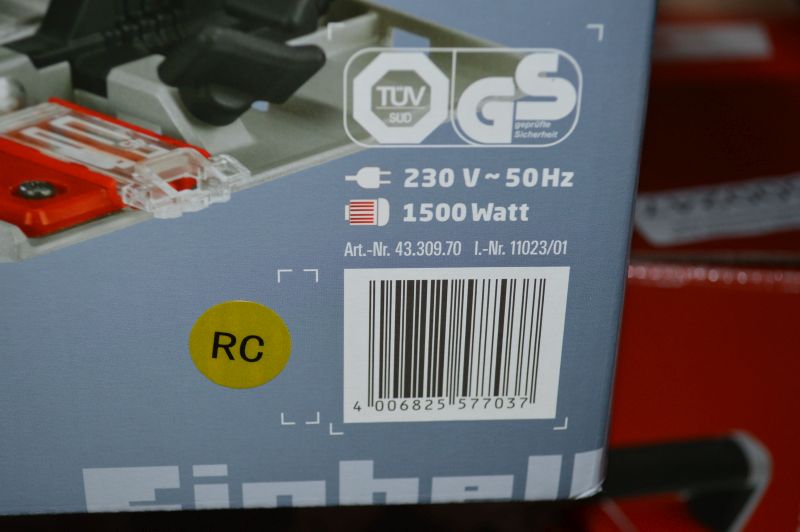 TÜV
SÜD
GS
geprüfte
Sicherheit
230 V ~ 50Hz
1500 Watt
Art.-Nr. 43.309.70 I.-Nr. 11023/01
RC
4 006825 577037
Einhell